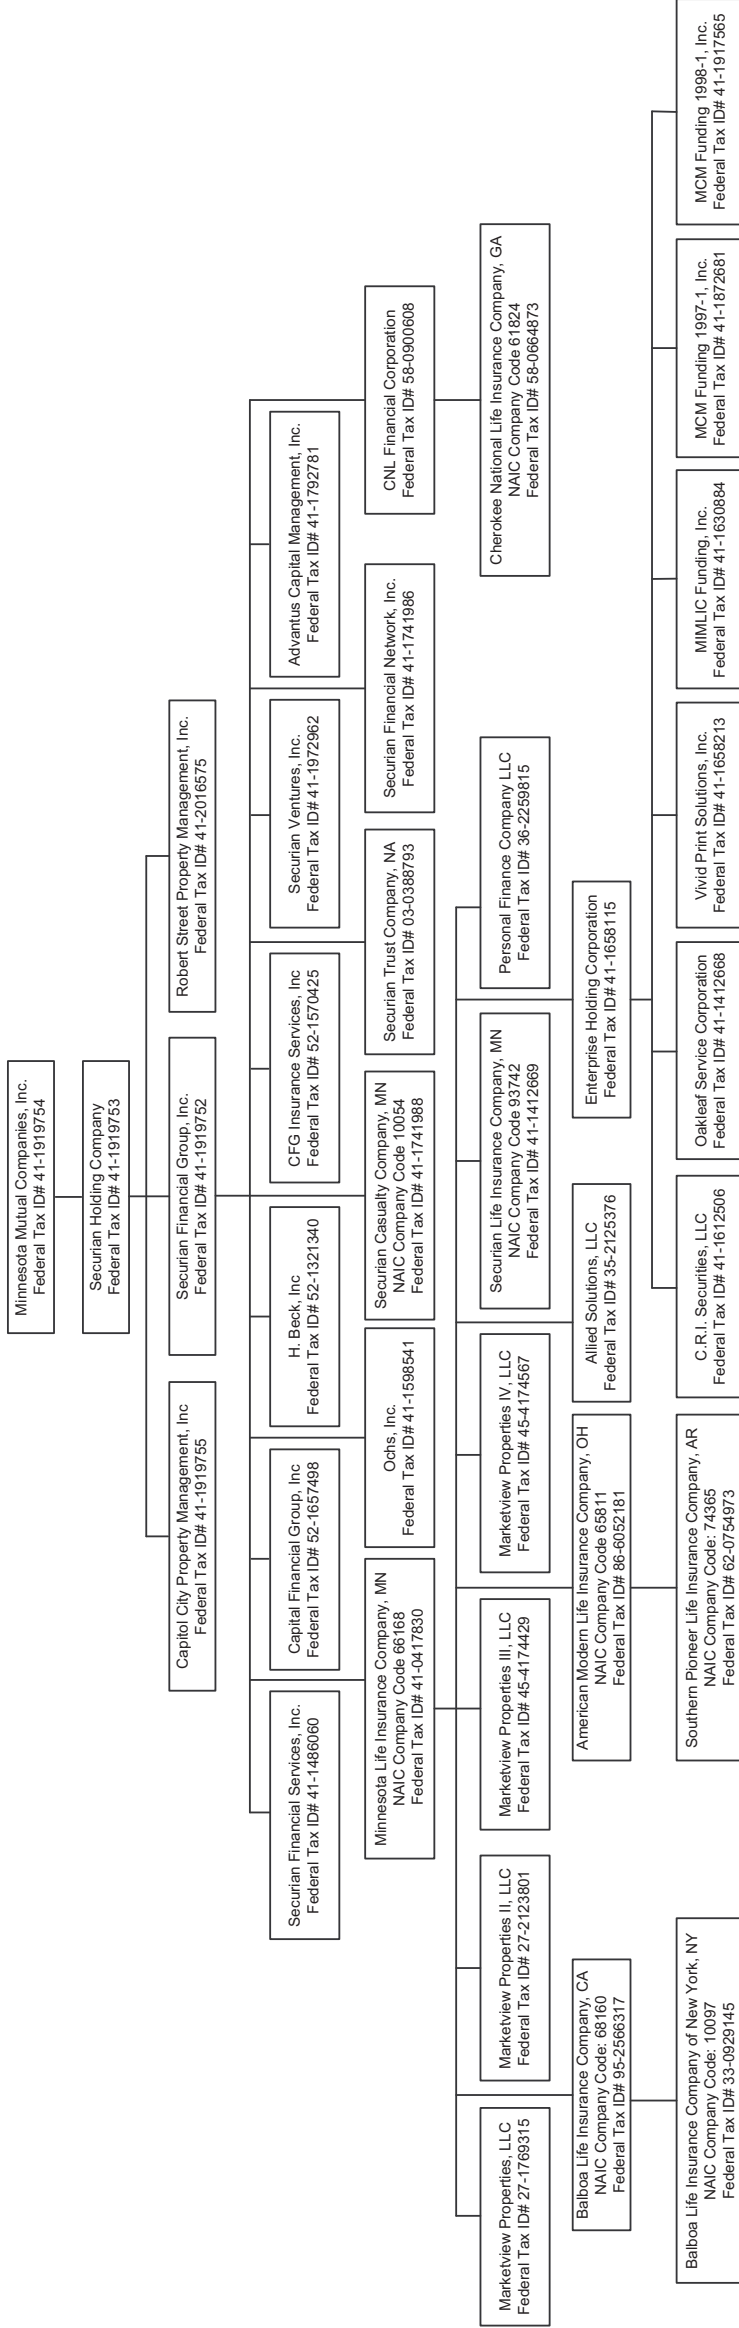 Minnesota Mutual Companies, Inc.
Federal Tax ID# 41-1919754
Securian Holding Company
Federal Tax ID# 41-1919753
Capitol City Property Management, Inc
Federal Tax ID# 41-1919755
Securian Financial Group, Inc.
Federal Tax ID# 41-1919752
Robert Street Property Management, Inc.
Federal Tax ID# 41-2016575
Securian Financial Services, Inc.
Federal Tax ID# 41-1486060
Capital Financial Group, Inc
Federal Tax ID# 52-1657498
H. Beck, Inc
Federal Tax ID# 52-1321340
CFG Insurance Services, Inc
Federal Tax ID# 52-1570425
Securian Ventures, Inc.
Federal Tax ID# 41-1972962
Advantus Capital Management, Inc.
Federal Tax ID# 41-1792781
Minnesota Life Insurance Company, MN
NAIC Company Code 66168
Federal Tax ID# 41-0417830
Ochs, Inc.
Federal Tax ID# 41-1598541
Securian Casualty Company, MN
NAIC Company Code 10054
Federal Tax ID# 41-1741988
Securian Trust Company, NA
Federal Tax ID# 03-0388793
Securian Financial Network, Inc.
Federal Tax ID# 41-1741986
CNL Financial Corporation
Federal Tax ID# 58-0900608
Marketview Properties, LLC
Federal Tax ID# 27-1769315
Marketview Properties II, LLC
Federal Tax ID# 27-2123801
Marketview Properties III, LLC
Federal Tax ID# 45-4174429
Marketview Properties IV, LLC
Federal Tax ID# 45-4174567
Securian Life Insurance Company, MN
NAIC Company Code 93742
Federal Tax ID# 41-1412669
Personal Finance Company LLC
Federal Tax ID# 36-2259815
Cherokee National Life Insurance Company, GA
NAIC Company Code 61824
Federal Tax ID# 58-0664873
Balboa Life Insurance Company, CA
NAIC Company Code: 68160
Federal Tax ID# 95-2566317
American Modern Life Insurance Company, OH
NAIC Company Code 65811
Federal Tax ID# 86-6052181
Allied Solutions, LLC
Federal Tax ID# 35-2125376
Enterprise Holding Corporation
Federal Tax ID# 41-1658115
Balboa Life Insurance Company of New York, NY
NAIC Company Code: 10097
Federal Tax ID# 33-0929145
Southern Pioneer Life Insurance Company, AR
NAIC Company Code: 74365
Federal Tax ID# 62-0754973
C.R.I. Securities, LLC
Federal Tax ID# 41-1612506
Oakleaf Service Corporation
Federal Tax ID# 41-1412668
Vivid Print Solutions, Inc.
Federal Tax ID# 41-1658213
MIMLIC Funding, Inc.
Federal Tax ID# 41-1630884
MCM Funding 1997-1, Inc.
Federal Tax ID# 41-1872681
MCM Funding 1998-1, Inc.
Federal Tax ID# 41-1917565